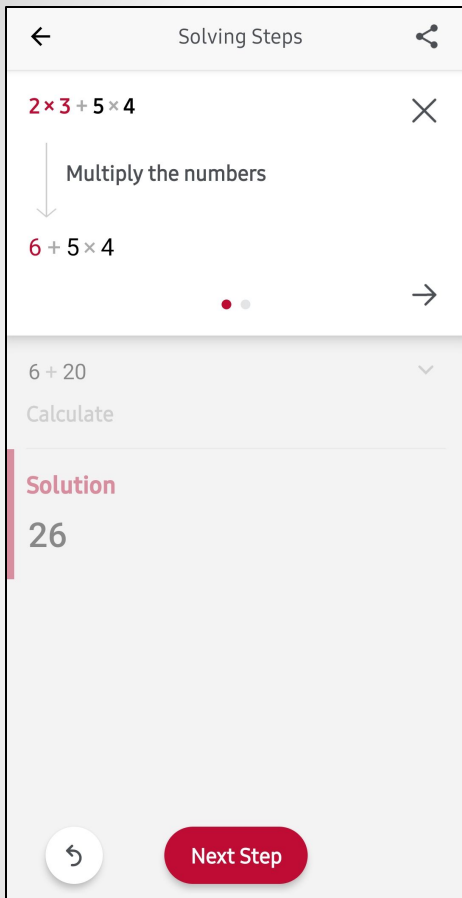 Solving Steps
2 × 3 + 5 × 4
Multiply the numbers
6 + 5 × 4
6 + 20
Calculate
Solution
26
Next Step